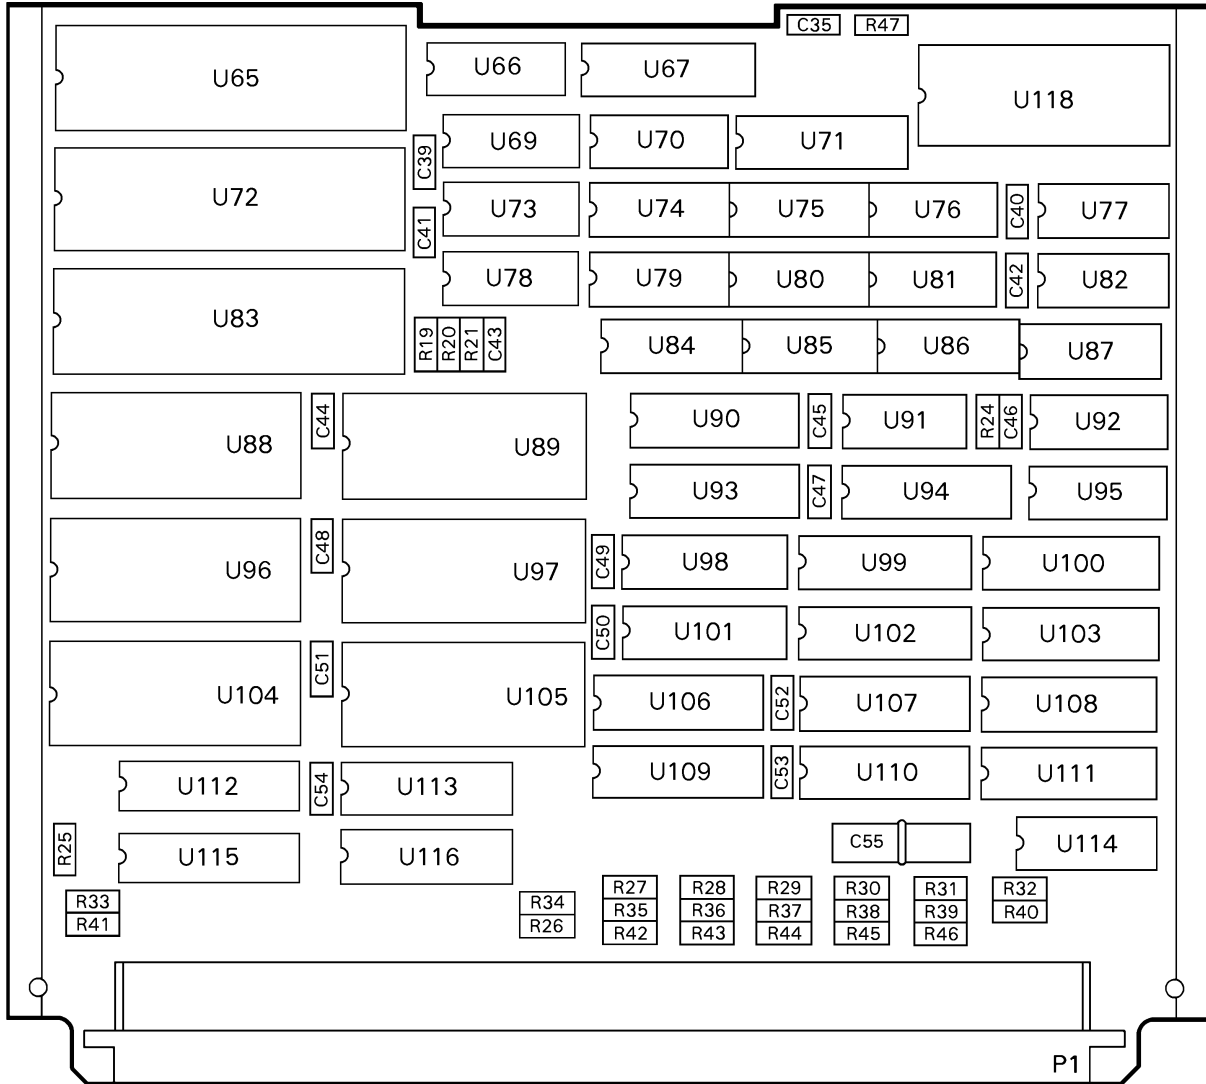 C35 R47
U65 U66 U67 U118
C39 U69 U70 U71
U72 C41 U73 U74 U75 U76 C40 U77
U78 U79 U80 U81 C42 U82
U83 R19 R20 R21 C43 U84 U85 U86 U87
U88 C44 U89 U90 C45 U91 R24 C46 U92
U93 C47 U94 U95
U96 C48 U97 C49 U98 U99 U100
C50 U101 U102 U103
U104 C51 U105 U106 C52 U107 U108
U109 C53 U110 U111
U112 C54 U113
R25 U115 U116 C55 U114
R33 R34 R27 R28 R29 R30 R31 R32
R41 R26 R35 R36 R37 R38 R39 R40
R42 R43 R44 R45 R46
P1